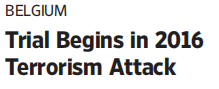 BELGIUM
Trial Begins in 2016
Terrorism Attack